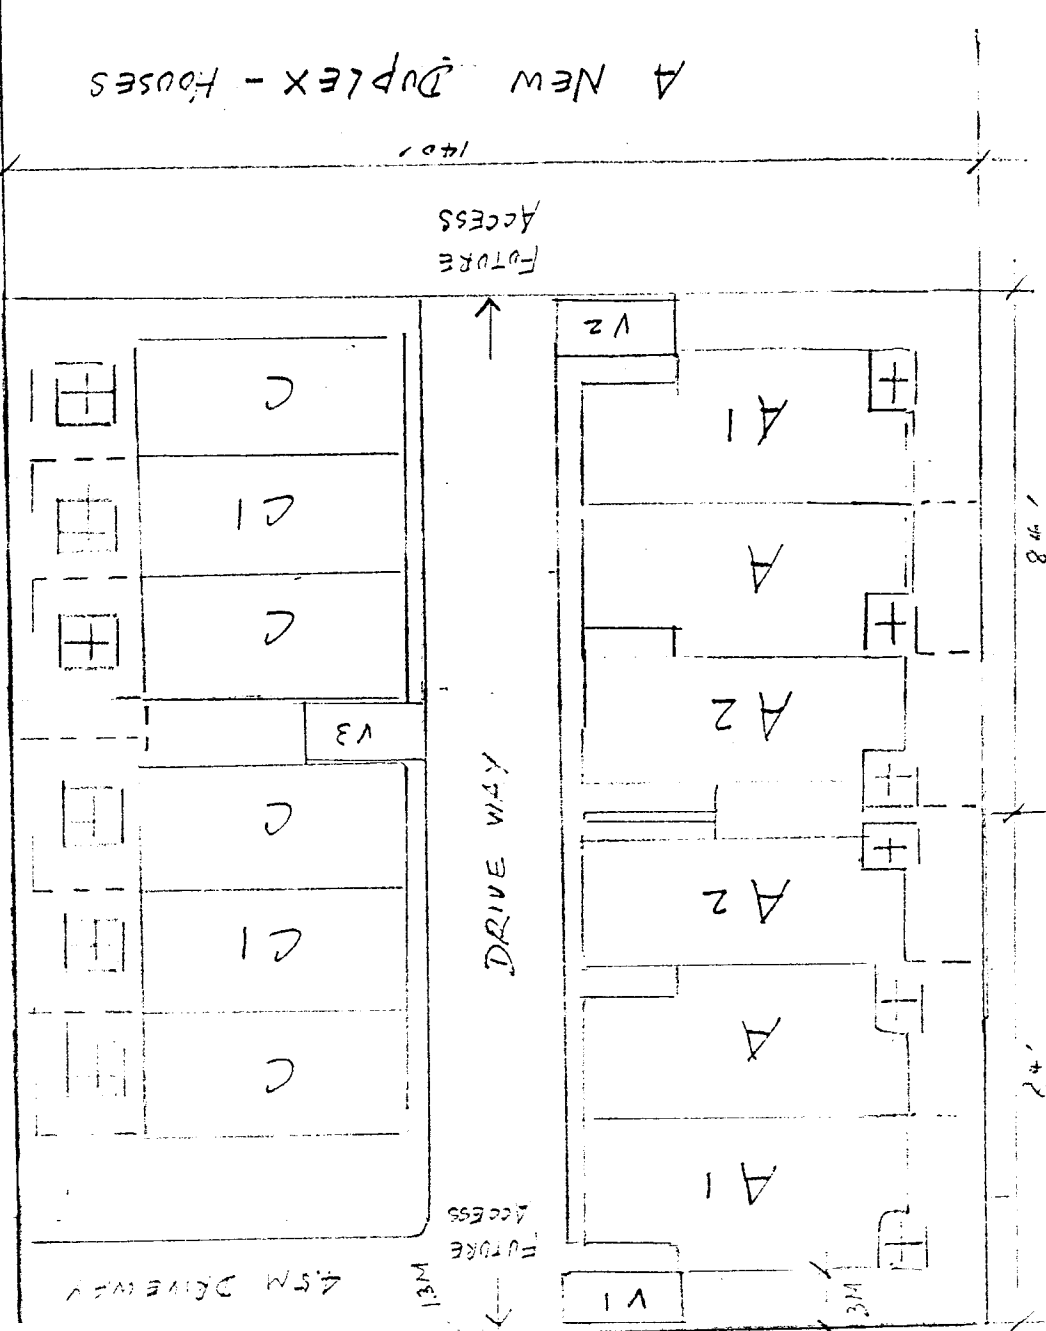 3M
V1
4.5M DRIVEWAY
FUTURE
ACCESS
A1
C
A
C1
A2
C
DRIVE WAY
V3
A2
C
A
C1
A1
C
84'
V2
FUTURE
ACCESS
140'
A NEW DUPLEX - HOUSES